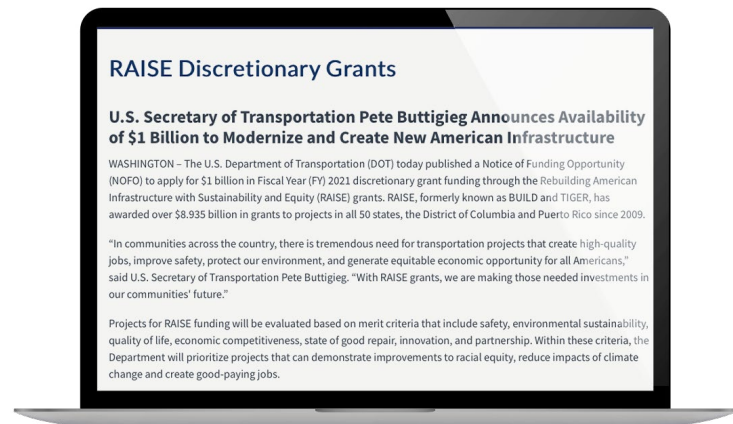 RAISE Discretionary Grants
U.S. Secretary of Transportation Pete Buttigieg Announces Availability
of $1 Billion to Modernize and Create New American Infrastructure
WASHINGTON – The U.S. Department of Transportation (DOT) today published a Notice of Funding Opportunity
(NOFO) to apply for $1 billion in Fiscal Year (FY) 2021 discretionary grant funding through the Rebuilding American
Infrastructure with Sustainability and Equity (RAISE) grants. RAISE, formerly known as BUILD and TIGER, has
awarded over $8.935 billion in grants to projects in all 50 states, the District of Columbia and Puerto Rico since 2009.
“In communities across the country, there is tremendous need for transportation projects that create high-quality
jobs, improve safety, protect our environment, and generate equitable economic opportunity for all Americans,”
said U.S. Secretary of Transportation Pete Buttigieg. “With RAISE grants, we are making those needed investments in
our communities' future.”
Projects for RAISE funding will be evaluated based on merit criteria that include safety, environmental sustainability,
quality of life, economic competitiveness, state of good repair, innovation, and partnership. Within these criteria, the
Department will prioritize projects that can demonstrate improvements to racial equity, reduce impacts of climate
change and create good-paying jobs.